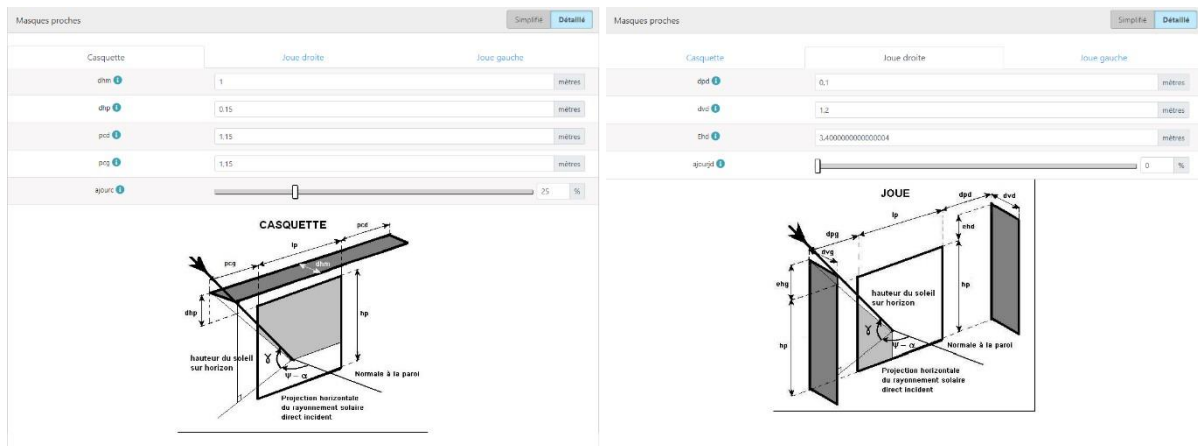 Masques proches
Simplifié Détaillé
Casquette Joue droite Joue gauche
dhm 1 mètres
dhp 0,15 mètres
pcd 1,15 mètres
pcg 1,15 mètres
ajourc 25 %
CASQUETTE
pcd
lp
pcg
dhm
dhp
hp
hauteur du soleil
sur horizon
γ
Ψ – α
Normale à la paroi
Projection horizontale
du rayonnement solaire
direct incident
Masques proches
Simplifié Détaillé
Casquette Joue droite Joue gauche
dpd 0,1 mètres
dvd 1,2 mètres
Ehd 3,4000000000000004 mètres
ajourjd 0 %
JOUE
dpd dvd
lp
dpg
dvg
ehd
ehg
hp
hauteur du soleil
sur horizon
γ
Ψ – α
hp
Normale à la paroi
Projection horizontale
du rayonnement solaire
direct incident